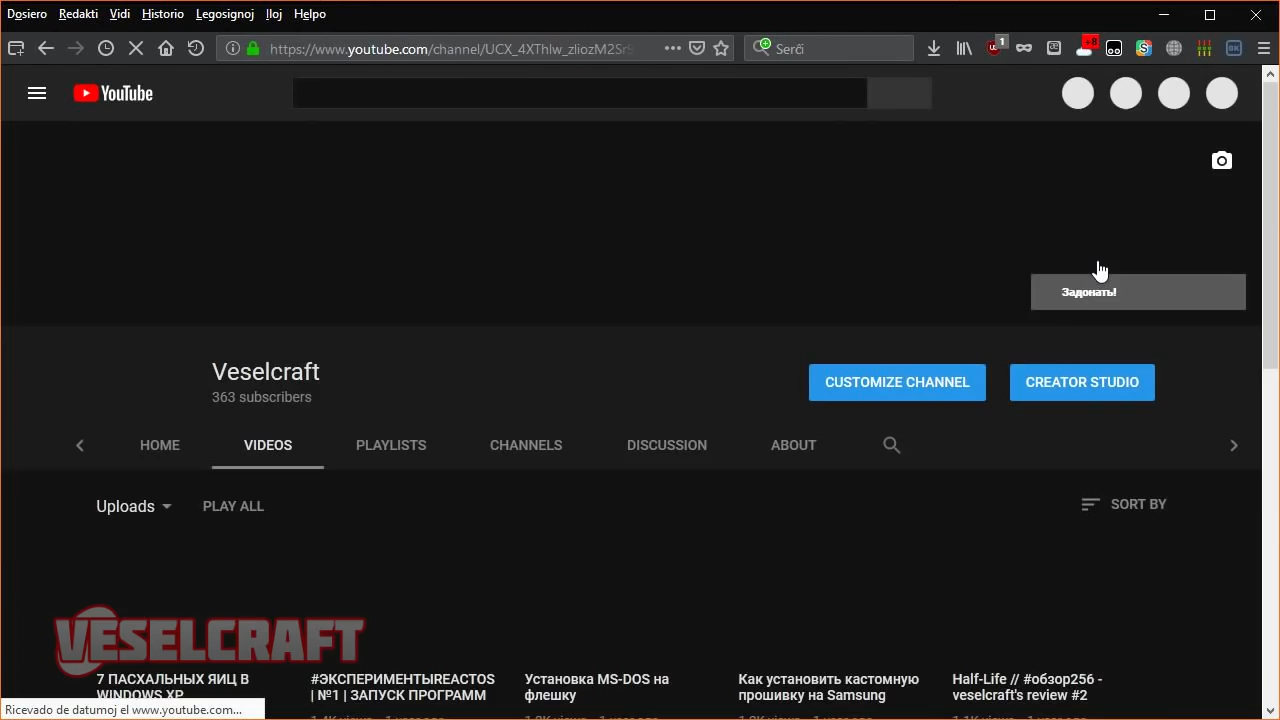 Dosiero Redakti Vidi Historio Legosignoj Iloj Helpo
https://www.youtube.com/channel/UCX_4XThlw_zliozM2Sr
Serĉi
1
+8
YouTube
Задонать!
Veselcraft
363 subscribers
CUSTOMIZE CHANNEL
CREATOR STUDIO
HOME VIDEOS PLAYLISTS CHANNELS DISCUSSION ABOUT
Uploads PLAY ALL SORT BY
VESELCRAFT
7 ПАСХАЛЬНЫХ ЯИЦ В
WINDOWS XP
#ЭКСПЕРИМЕНТЫREACTOS
| №1 | ЗАПУСК ПРОГРАММ
Установка MS-DOS на
флешку
Как установить кастомную
прошивку на Samsung
Half-Life // #обзор256 -
veselcraft's review #2
Ricevado de datumoj el www.youtube.com...